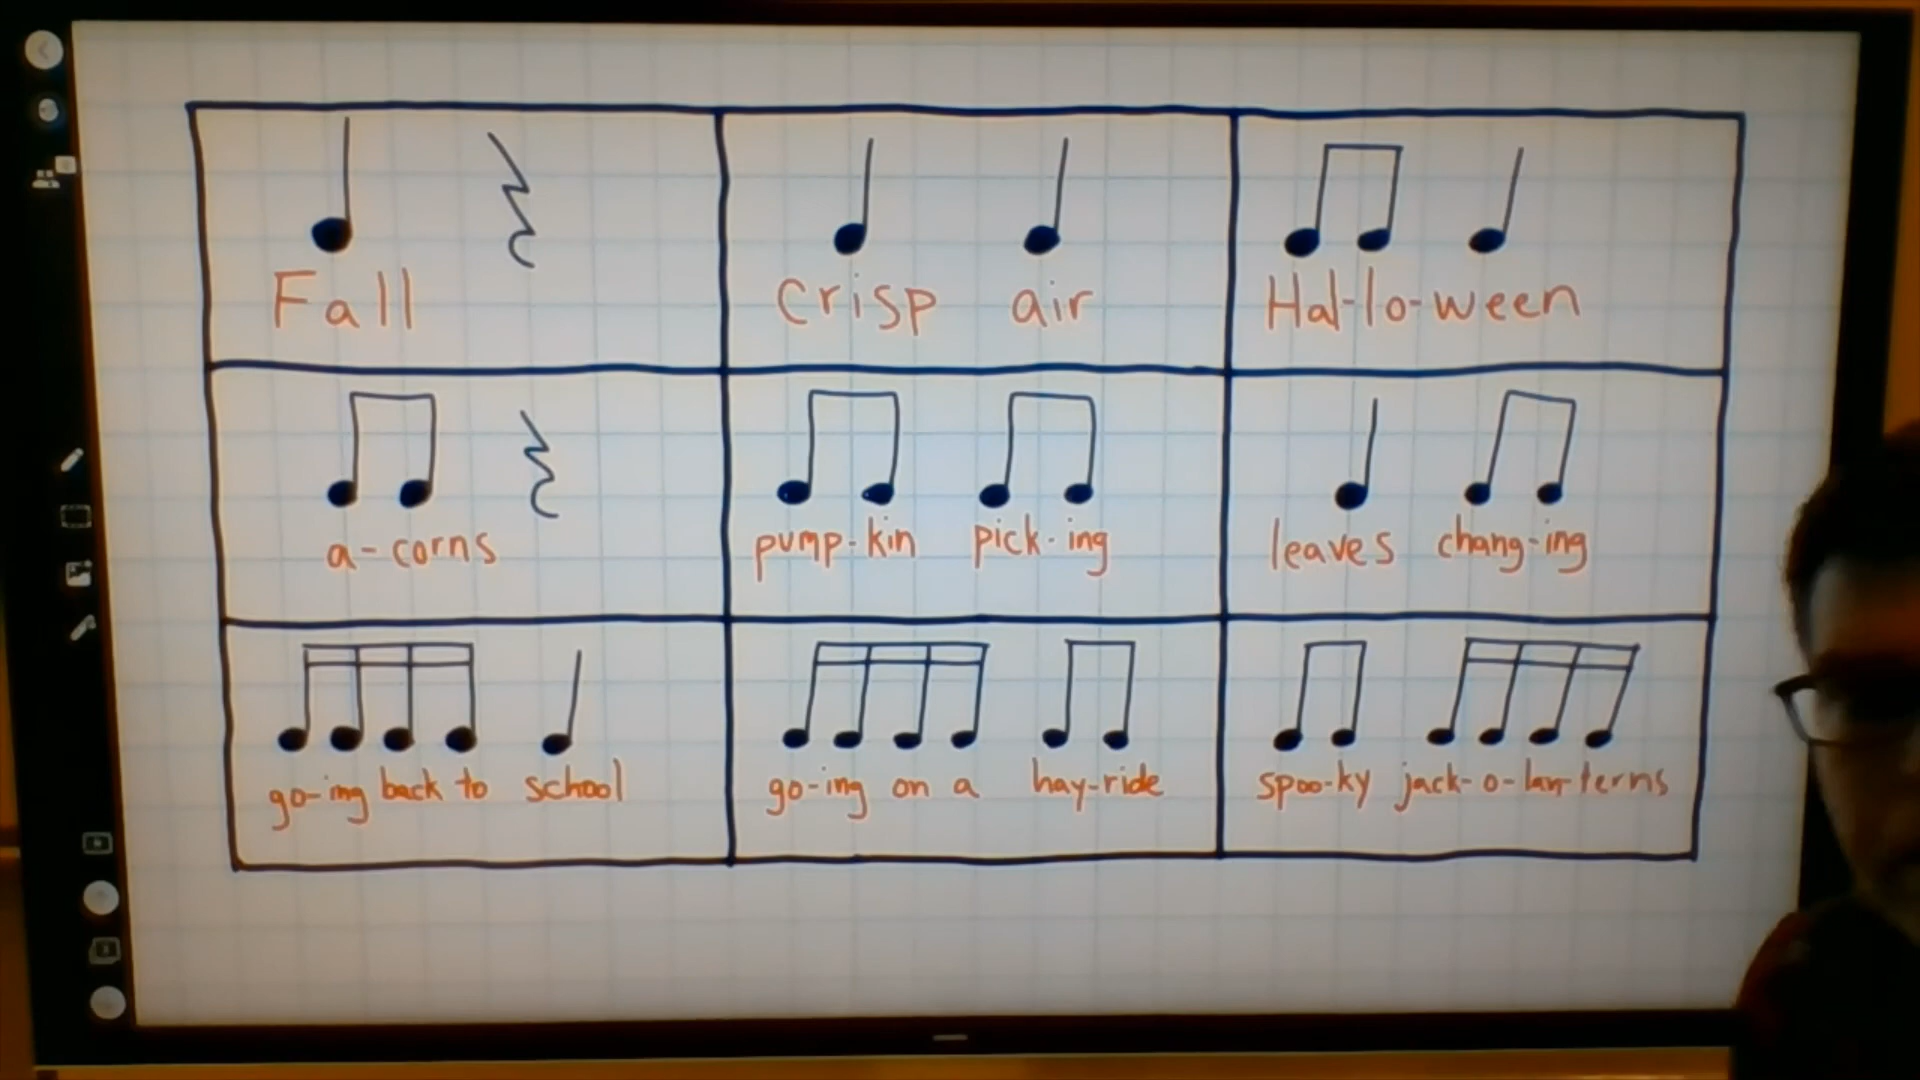 Fall
Crisp air
Hal-lo-ween
a-corns
pump-kin pick-ing
leaves chang-ing
go-ing back to school
go-ing on a hay-ride
spoo-ky jack-o-lan-terns